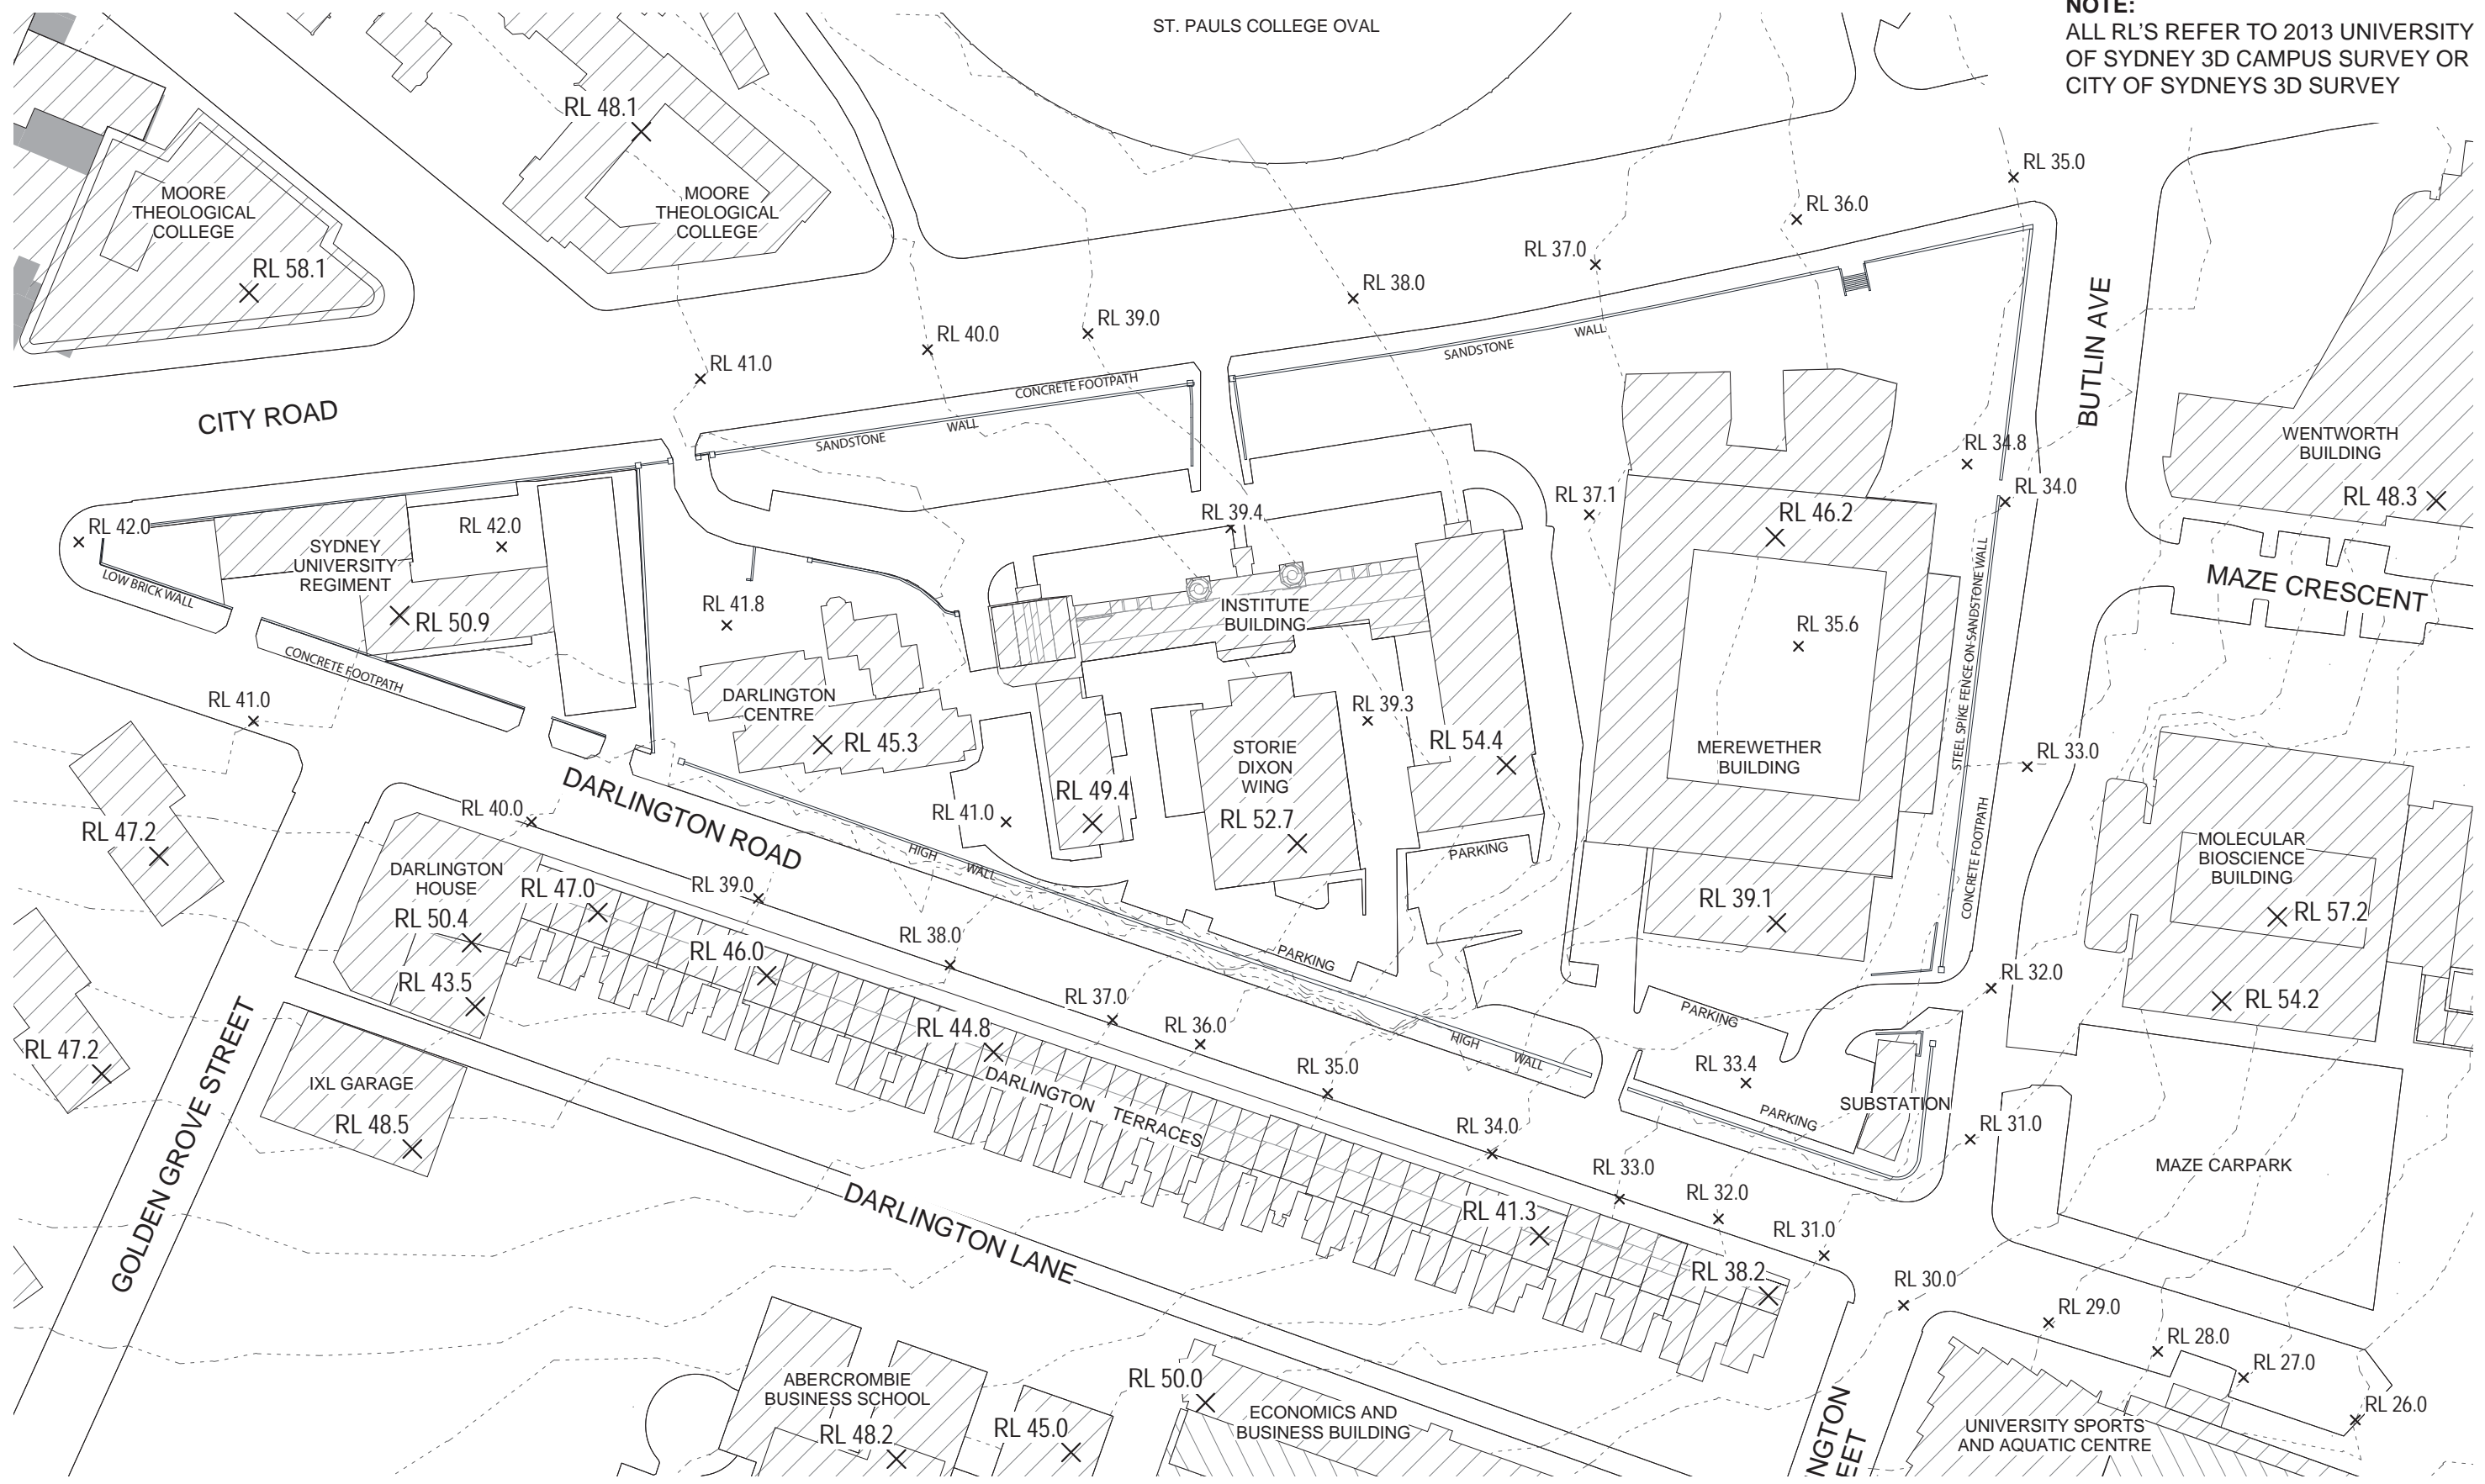 NOTE:
ALL RL'S REFER TO 2013 UNIVERSITY
OF SYDNEY 3D CAMPUS SURVEY OR
CITY OF SYDNEYS 3D SURVEY
ST. PAULS COLLEGE OVAL
RL 48.1
MOORE
THEOLOGICAL
COLLEGE
RL 58.1
MOORE
THEOLOGICAL
COLLEGE
RL 35.0
RL 36.0
RL 37.0
RL 38.0
RL 39.0
RL 40.0
RL 41.0
CITY ROAD
CONCRETE FOOTPATH
SANDSTONE
WALL
SANDSTONE
WALL
BUTLIN AVE
WENTWORTH
BUILDING
RL 48.3
RL 34.8
RL 34.0
RL 37.1
RL 46.2
RL 39.4
RL 42.0
RL 42.0
SYDNEY
UNIVERSITY
REGIMENT
LOW BRICK WALL
RL 50.9
CONCRETE FOOTPATH
RL 41.8
INSTITUTE
BUILDING
MAZE CRESCENT
RL 35.6
STEEL SPIKE FENCE ON SANDSTONE WALL
RL 41.0
DARLINGTON
CENTRE
RL 45.3
RL 39.3
STORIE
DIXON
WING
RL 54.4
MEREWETHER
BUILDING
RL 33.0
RL 49.4
RL 41.0
RL 52.7
DARLINGTON ROAD
RL 40.0
RL 47.2
HIGH
WALL
PARKING
CONCRETE FOOTPATH
MOLECULAR
BIOSCIENCE
BUILDING
RL 57.2
DARLINGTON
HOUSE
RL 47.0
RL 39.0
RL 50.4
RL 39.1
RL 38.0
RL 46.0
PARKING
RL 43.5
RL 32.0
RL 54.2
RL 37.0
RL 36.0
RL 44.8
PARKING
HIGH
WALL
RL 47.2
GOLDEN GROVE STREET
IXL GARAGE
RL 48.5
RL 35.0
RL 33.4
DARLINGTON
TERRACES
PARKING
SUBSTATION
RL 34.0
RL 31.0
MAZE CARPARK
RL 33.0
RL 32.0
DARLINGTON LANE
RL 41.3
RL 31.0
RL 38.2
RL 30.0
RL 29.0
RL 28.0
RL 27.0
RL 26.0
ABERCROMBIE
BUSINESS SCHOOL
RL 48.2
RL 45.0
RL 50.0
ECONOMICS AND
BUSINESS BUILDING
NGTON
EET
UNIVERSITY SPORTS
AND AQUATIC CENTRE